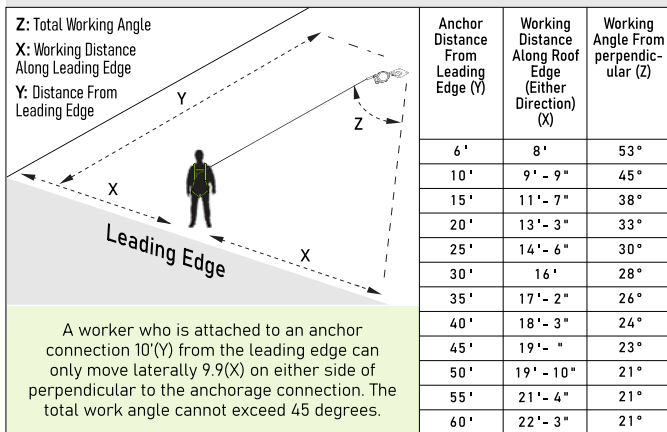 Z: Total Working Angle
X: Working Distance
Along Leading Edge
Y: Distance From
Leading Edge
Y
Z
X
X
Leading Edge
A worker who is attached to an anchor
connection 10'(Y) from the leading edge can
only move laterally 9.9(X) on either side of
perpendicular to the anchorage connection. The
total work angle cannot exceed 45 degrees.
Anchor
Distance
From
Leading
Edge (Y)
Working
Distance
Along Roof
Edge
(Either
Direction)
(X)
Working
Angle From
perpendic-
ular (Z)
6' 8' 53°
10' 9'- 9" 45°
15' 11'- 7" 38°
20' 13'- 3" 33°
25' 14'- 6" 30°
30' 16' 28°
35' 17'- 2" 26°
40' 18'- 3" 24°
45' 19'- " 23°
50' 19'- 10" 21°
55' 21'- 4" 21°
60' 22'- 3" 21°